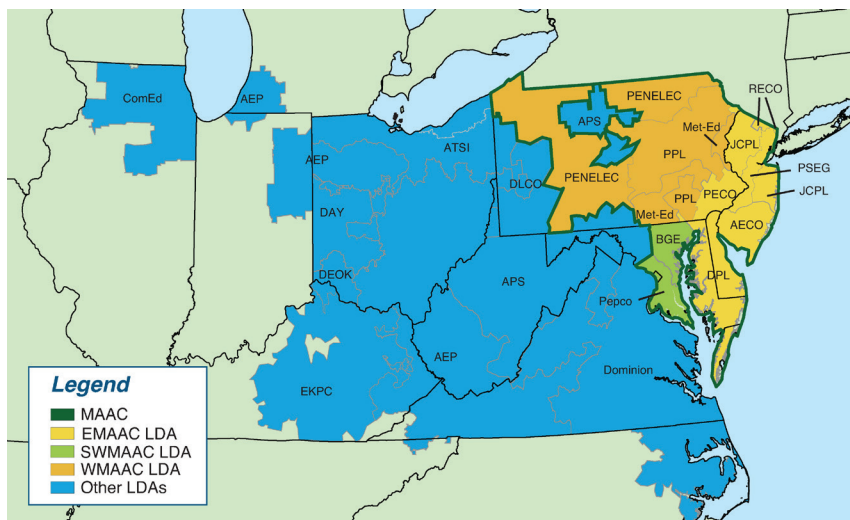 ComEd
AEP
RECO
PENELEC
APS
Met-Ed
JCPL
ATSI
AEP
PPL
PSEG
DLCO
PENELEC
JCPL
PPL
PECO
DAY
Met-Ed
AECO
BGE
DEOK
APS
DPL
Pepco
AEP
Dominion
EKPC
Legend
MAAC
EMAAC LDA
SWMAAC LDA
WMAAC LDA
Other LDAs